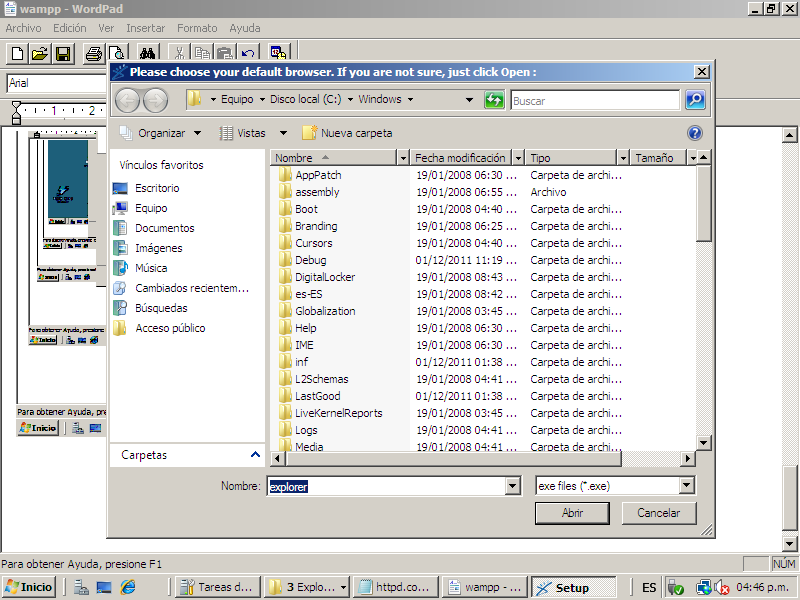 wampp - WordPad
Archivo Edición Ver Insertar Formato Ayuda
Arial
1 2
Please choose your default browser. If you are not sure, just click Open :
Equipo Disco local (C:) Windows
Buscar
Organizar Vistas Nueva carpeta
Vínculos favoritos
Escritorio
Equipo
Documentos
Imágenes
Música
Cambiados recientem...
Búsquedas
Acceso público
Carpetas
Nombre Fecha modificación Tipo Tamaño
AppPatch 19/01/2008 06:30 ... Carpeta de archi...
assembly 19/01/2008 06:55 ... Archivo
Boot 19/01/2008 04:40 ... Carpeta de archi...
Branding 19/01/2008 06:25 ... Carpeta de archi...
Cursors 19/01/2008 04:40 ... Carpeta de archi...
Debug 01/12/2011 11:19 ... Carpeta de archi...
DigitalLocker 19/01/2008 08:43 ... Carpeta de archi...
es-ES 19/01/2008 08:42 ... Carpeta de archi...
Globalization 19/01/2008 03:45 ... Carpeta de archi...
Help 19/01/2008 06:30 ... Carpeta de archi...
IME 19/01/2008 06:30 ... Carpeta de archi...
inf 01/12/2011 01:38 ... Carpeta de archi...
L2Schemas 19/01/2008 04:41 ... Carpeta de archi...
LastGood 01/12/2011 01:38 ... Carpeta de archi...
LiveKernelReports 19/01/2008 03:45 ... Carpeta de archi...
Logs 19/01/2008 04:41 ... Carpeta de archi...
Media 19/01/2008 04:41 ... Carpeta de archi...
Nombre: explorer exe files (*.exe)
Abrir Cancelar
Para obtener Ayuda, presione
Inicio
Para obtener Ayuda, pre
Inicio
Para obtener Ayuda, presione F1 NÚM
Inicio Tareas d... 3 Explo... httpd.co... wampp - ... Setup ES 04:46 p.m.